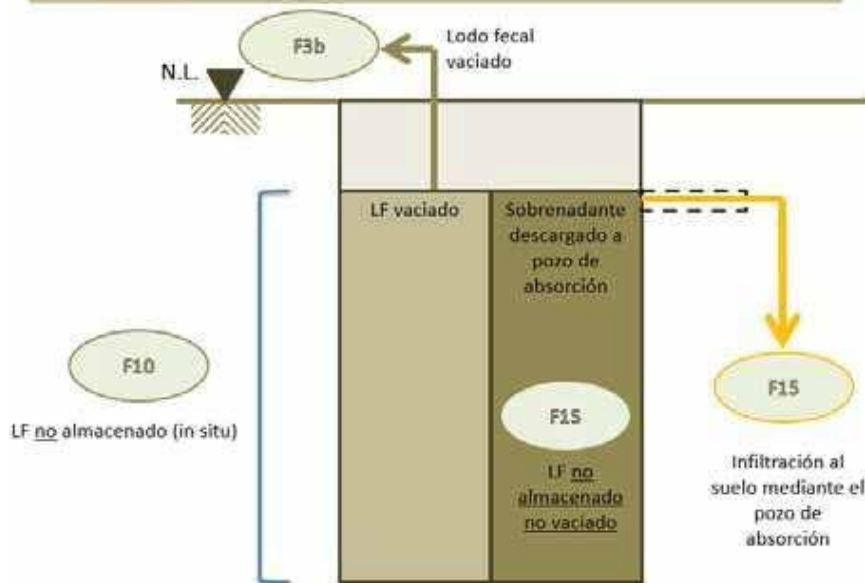 F3b
Lodo fecal
vaciado
N.L.
LF vaciado
Sobrenadante
descargado a
pozo de
absorción
F10
LF no almacenado (in situ)
F15
LF no
almacenado
no vaciado
F15
Infiltración al
suelo mediante el
pozo de
absorción